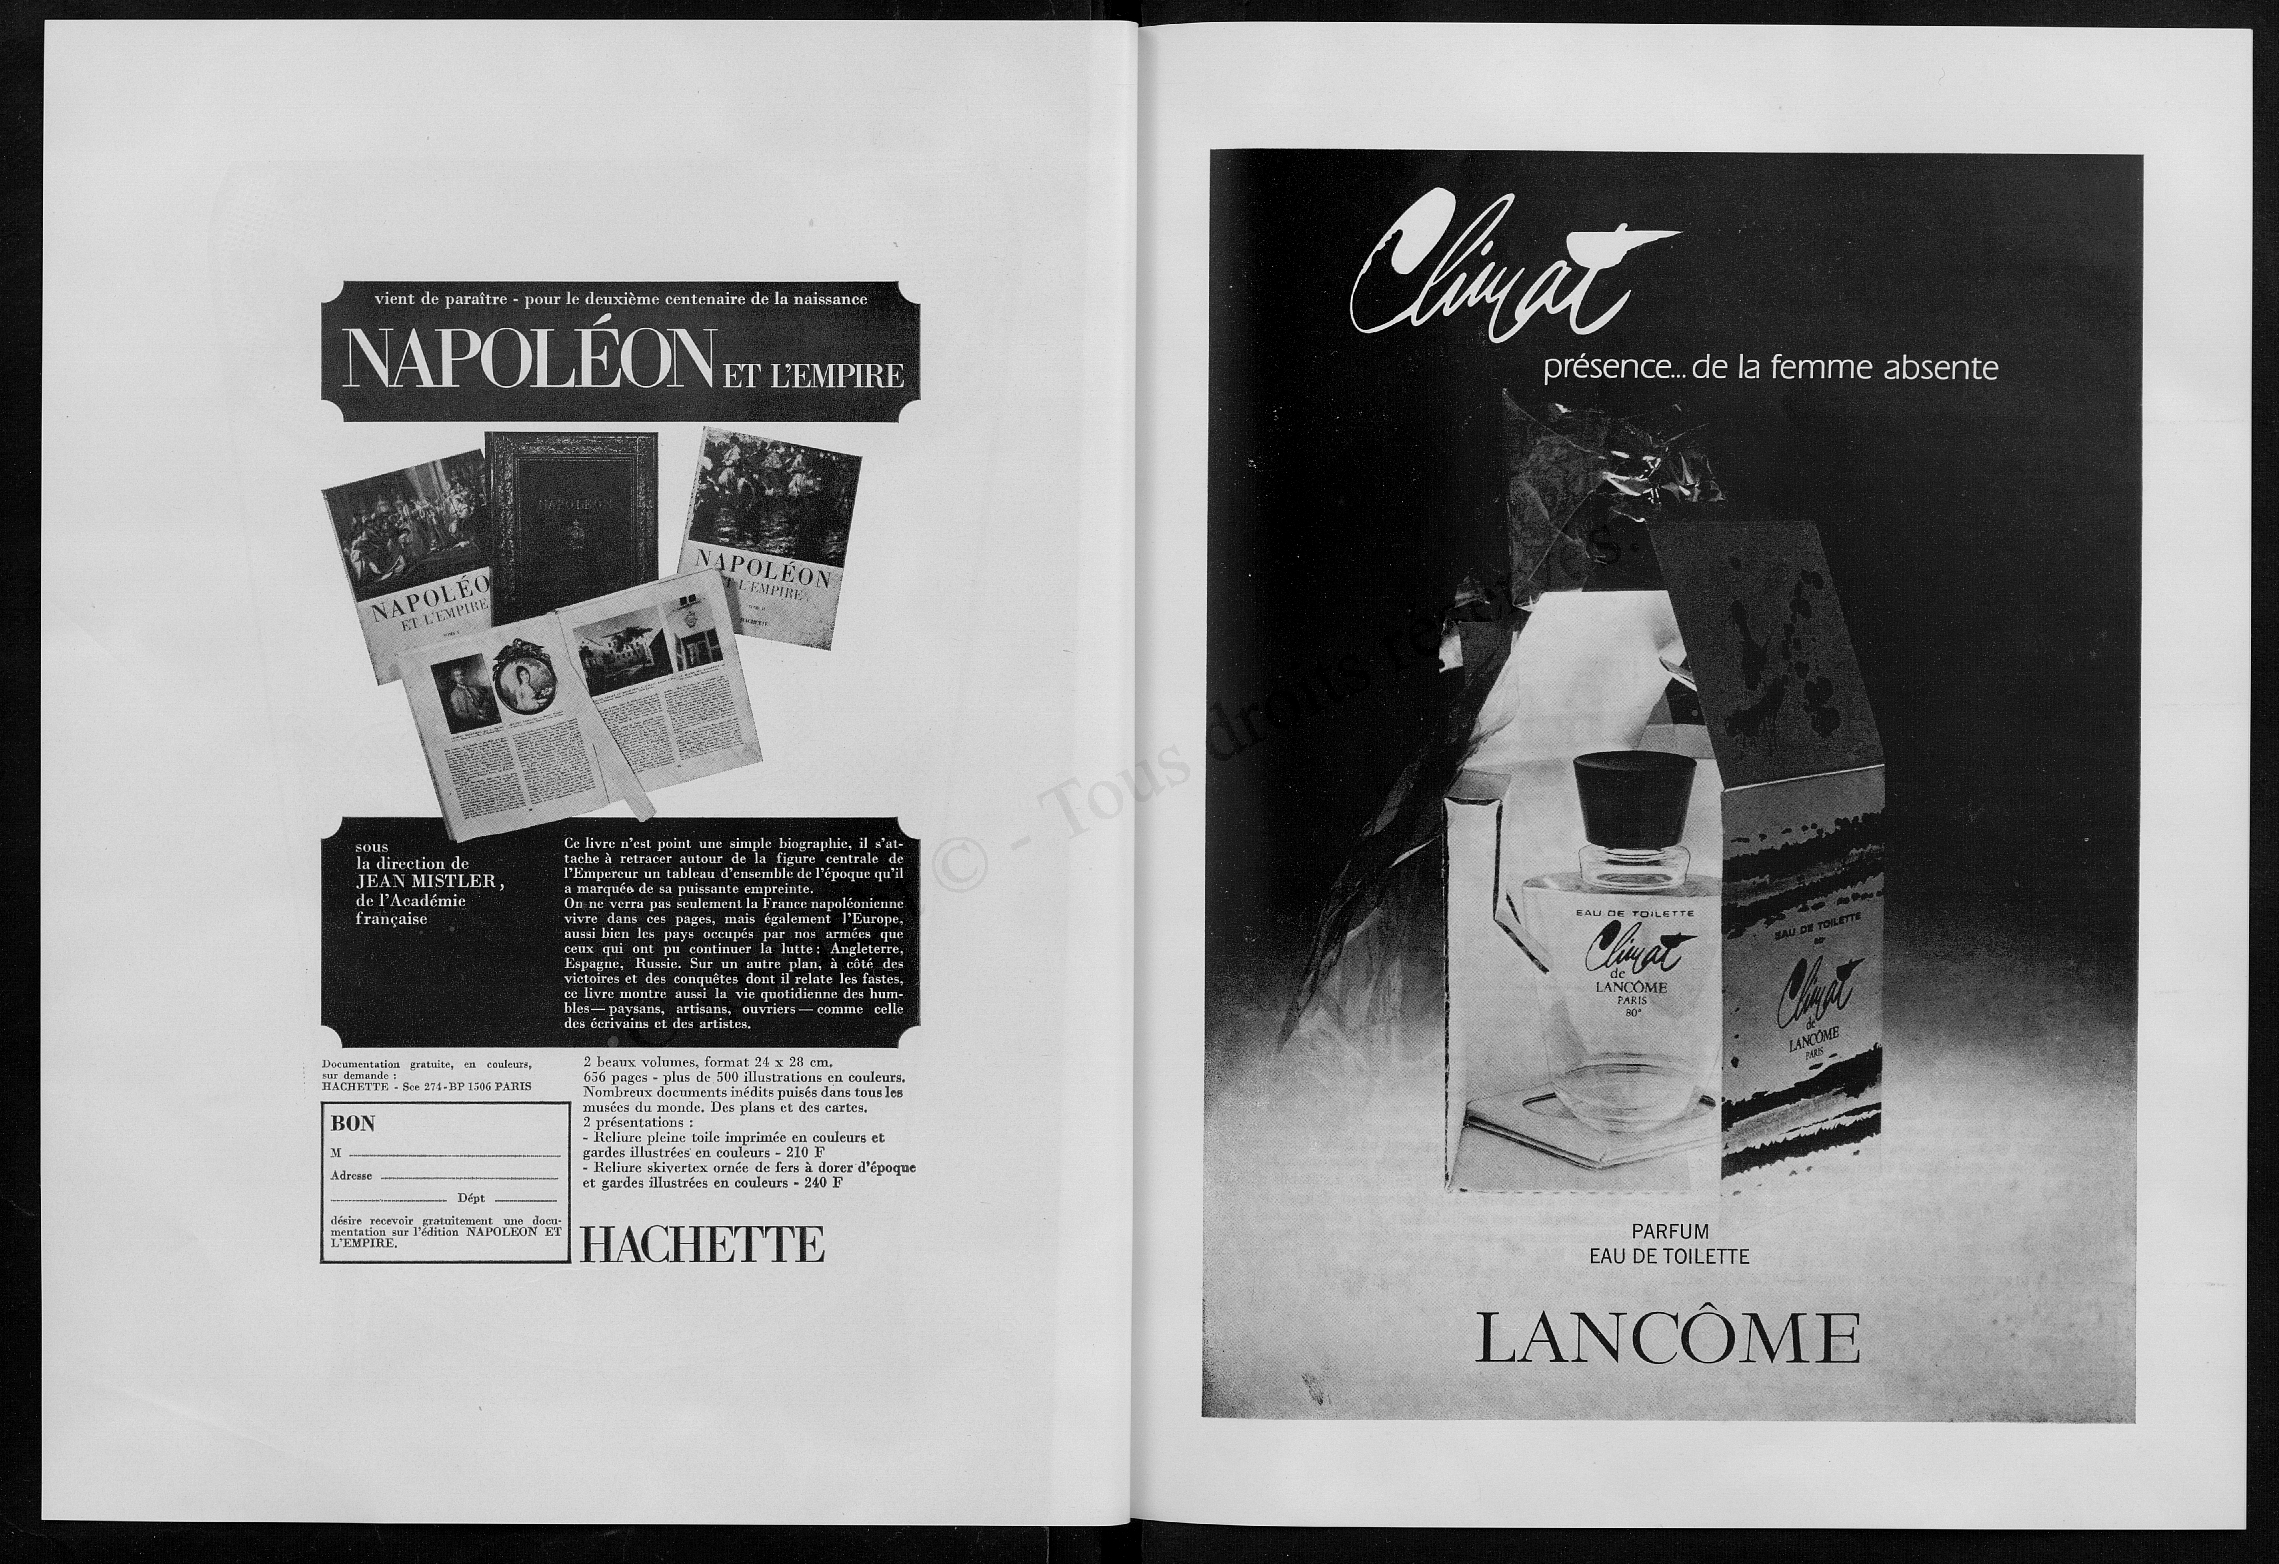 vient de paraître - pour le deuxième centenaire de la naissance
NAPOLÉON ET L'EMPIRE
NAPOLEON
NAPOLÉO
ET L'EMPIRE
TOME I
NAPOLÉON
ET L'EMPIRE
TOME II
HACHETTE
sous
la direction de
JEAN MISTLER,
de l'Académie
française
Ce livre n'est point une simple biographie, il s'at-
tache à retracer autour de la figure centrale de
l'Empereur un tableau d'ensemble de l'époque qu'il
a marquée de sa puissante empreinte.
On ne verra pas seulement la France napoléonienne
vivre dans ces pages, mais également l'Europe,
aussi bien les pays occupés par nos armées que
ceux qui ont pu continuer la lutte : Angleterre,
Espagne, Russie. Sur un autre plan, à côté des
victoires et des conquêtes dont il relate les fastes,
ce livre montre aussi la vie quotidienne des hum-
bles — paysans, artisans, ouvriers — comme celle
des écrivains et des artistes.
Documentation gratuite, en couleurs,
sur demande :
HACHETTE - Sce 274-BP 1506 PARIS
BON
M
Adresse
Dépt
désire recevoir gratuitement une docu-
mentation sur l'édition NAPOLEON ET
L'EMPIRE.
2 beaux volumes, format 24 x 28 cm.
656 pages - plus de 500 illustrations en couleurs.
Nombreux documents inédits puisés dans tous les
musées du monde. Des plans et des cartes.
2 présentations :
- Reliure pleine toile imprimée en couleurs et
gardes illustrées en couleurs - 210 F
- Reliure skivertex ornée de fers à dorer d'époque
et gardes illustrées en couleurs - 240 F
HACHETTE
© - Tous droits réservés.
Climat
présence... de la femme absente
EAU DE TOILETTE
Climat
de
LANCÔME
PARIS
80°
EAU DE TOILETTE
80°
Climat
de
LANCÔME
PARIS
PARFUM
EAU DE TOILETTE
LANCÔME